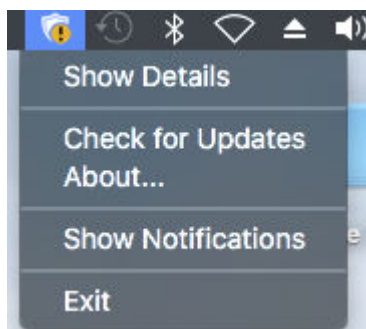 Show Details
Check for Updates
About...
Show Notifications
Exit